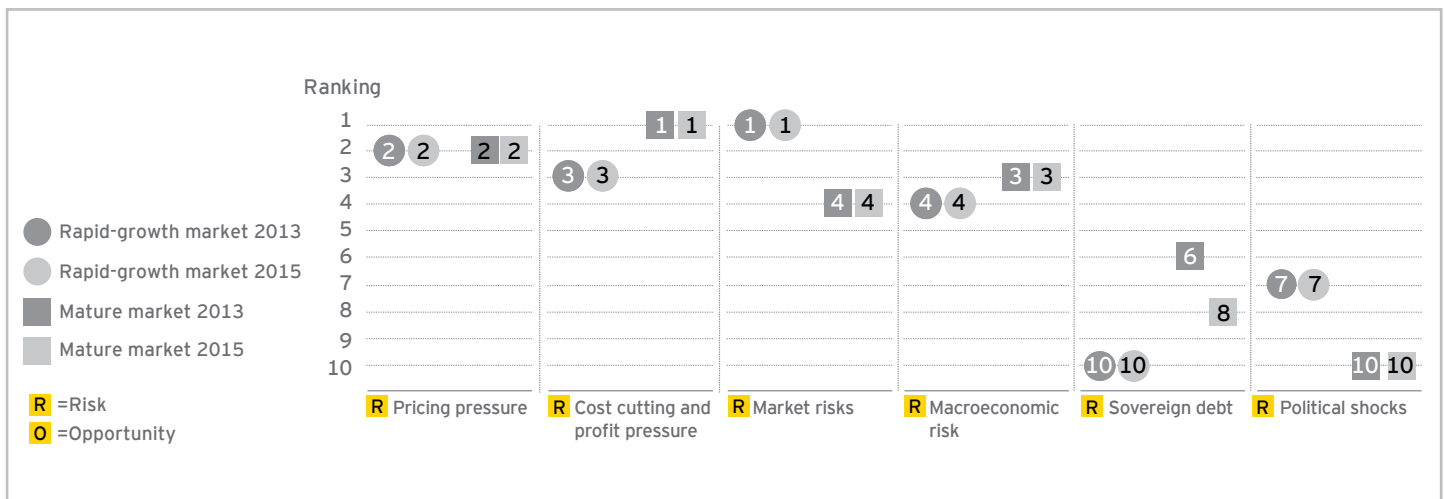 Ranking
1
1 1 1 1
2
2 2 2 2
3
3 3 3 3
4
4 4 4 4
5
Rapid-growth market 2013
6
6
Rapid-growth market 2015
7
7 7
Mature market 2013
8
8
Mature market 2015
9
10
10 10 10 10
R =Risk
O =Opportunity
R Pricing pressure
R Cost cutting and
profit pressure
R Market risks
R Macroeconomic
risk
R Sovereign debt
R Political shocks